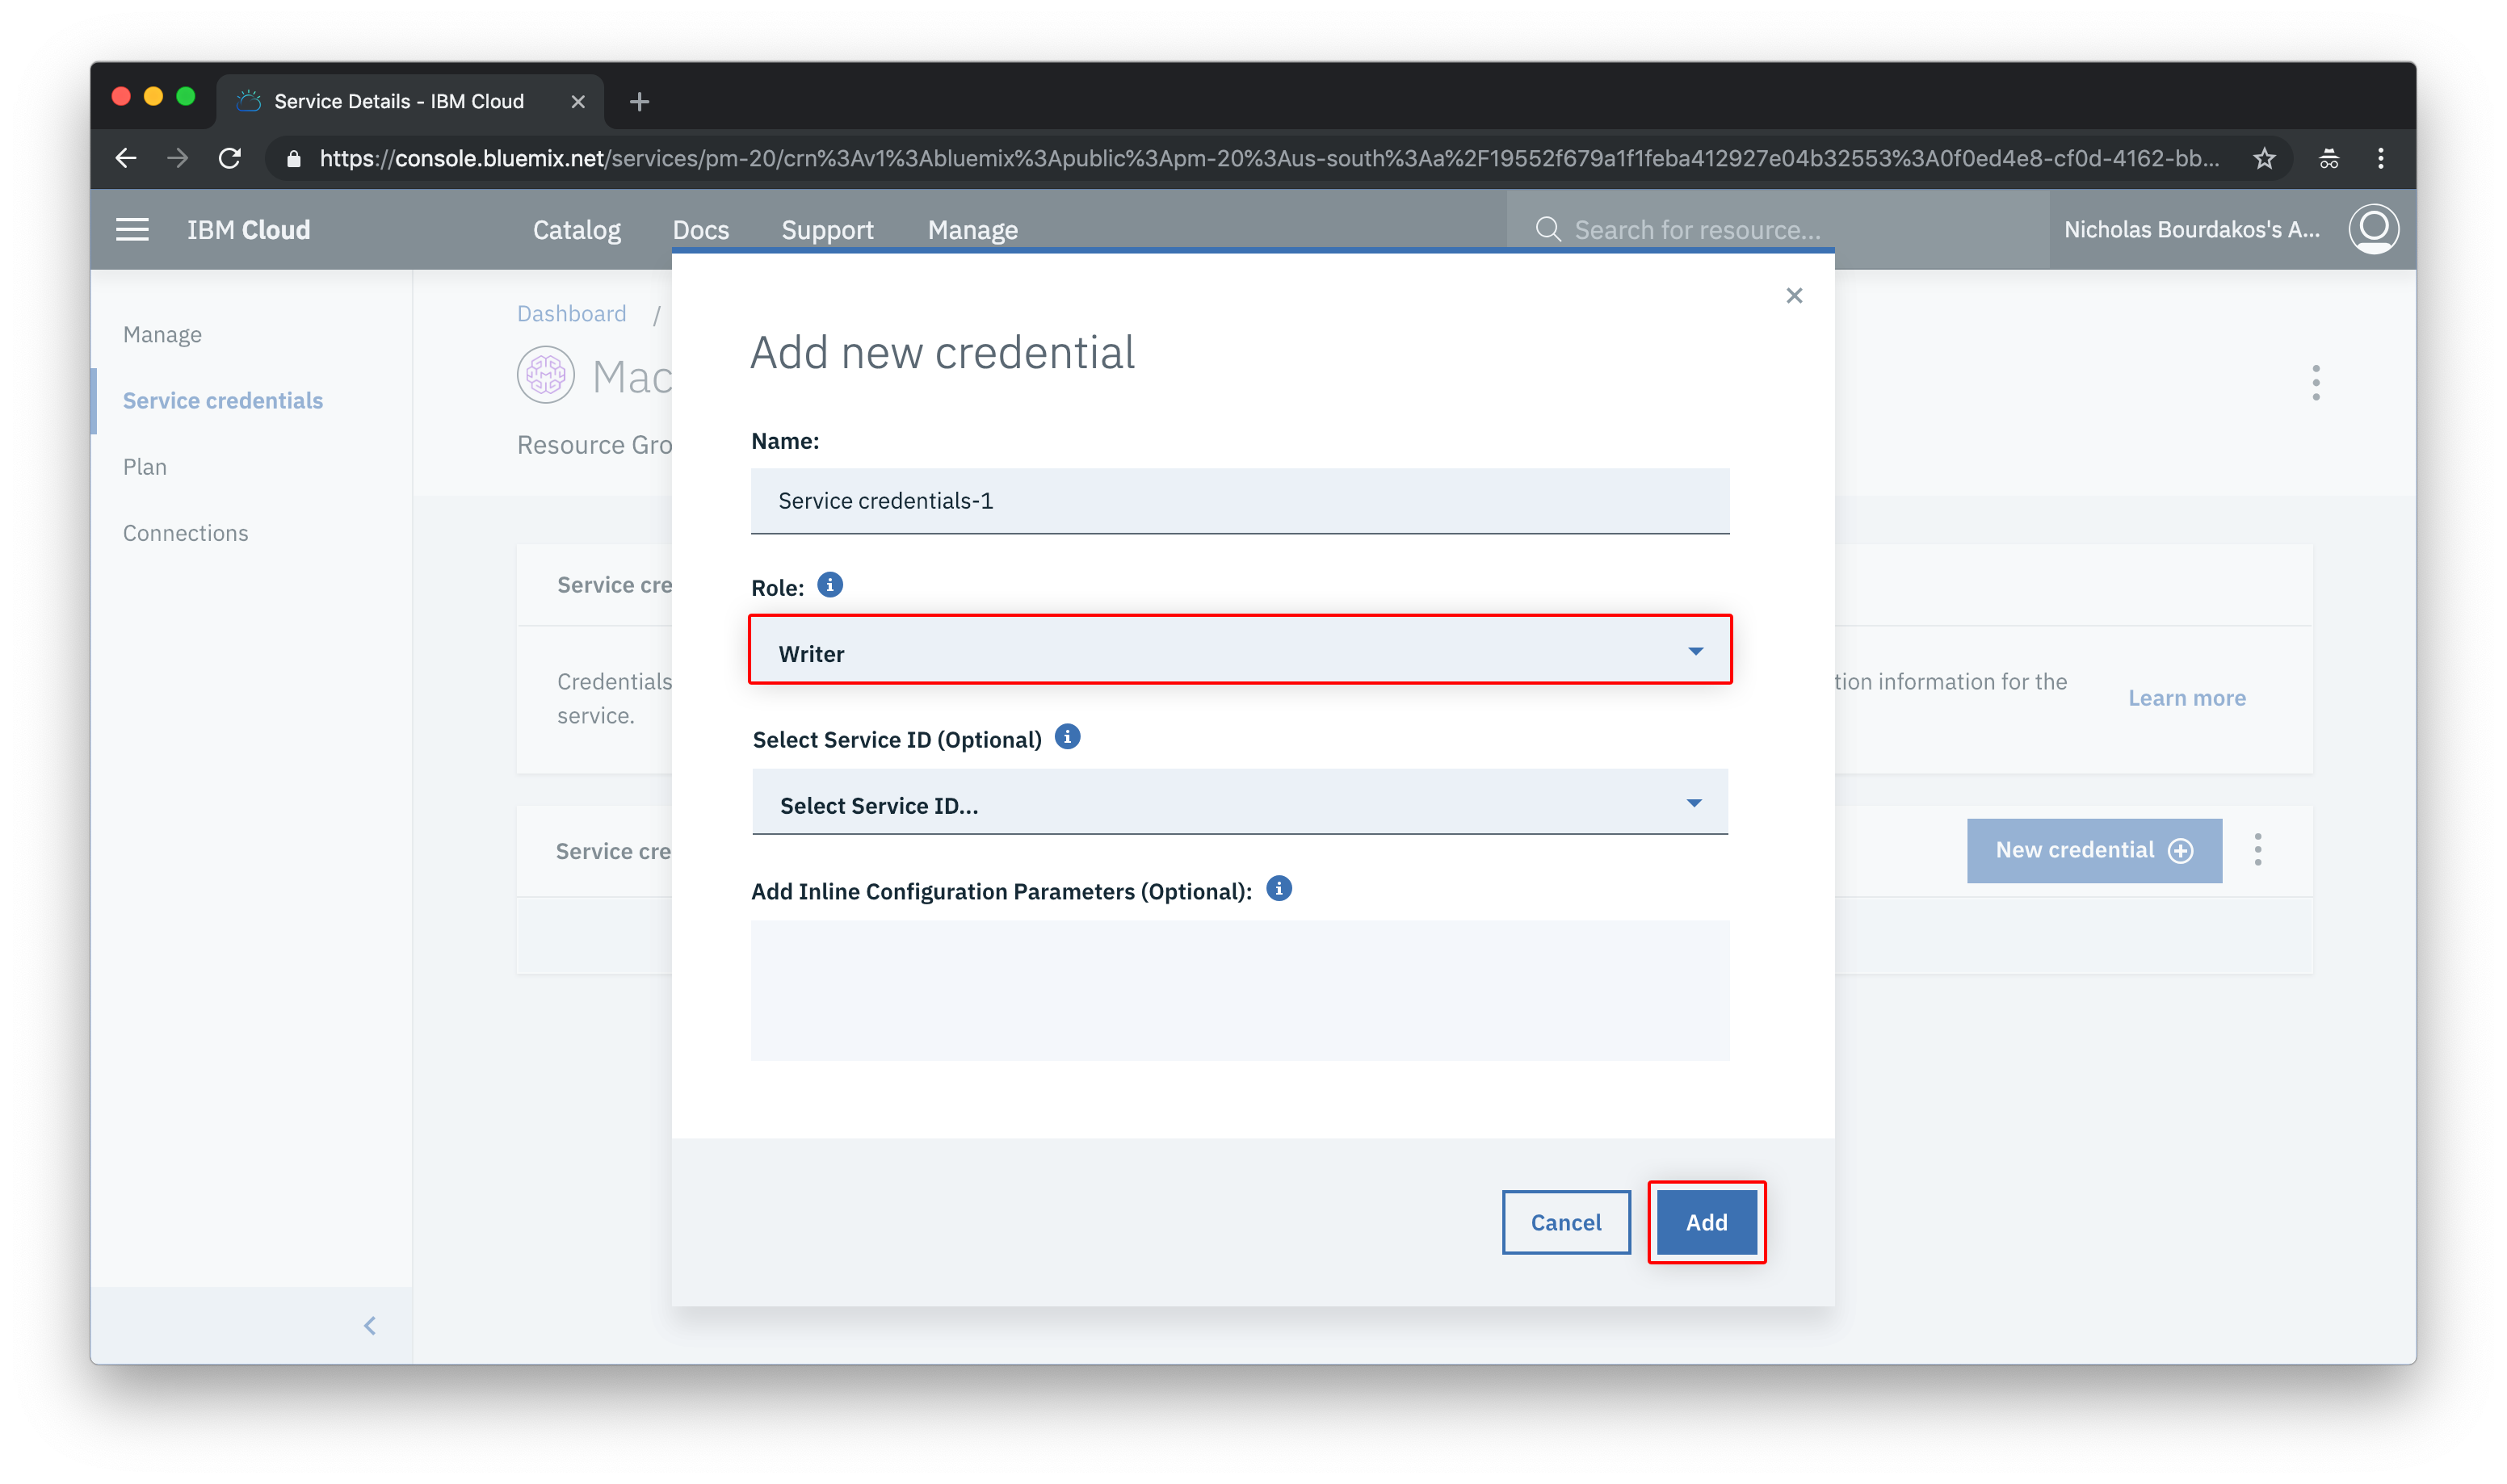 Service Details - IBM Cloud
https://console.bluemix.net/services/pm-20/crn%3Av1%3Abluemix%3Apublic%3Apm-20%3Aus-south%3Aa%2F19552f679a1f1feba412927e04b32553%3A0f0ed4e8-cf0d-4162-bb...
IBM Cloud
Catalog
Docs
Support
Manage
Search for resource...
Nicholas Bourdakos's A...
Manage
Service credentials
Plan
Connections
Dashboard /
Mac
Resource Gro
Service cre
Credentials
service.
tion information for the
Learn more
Service cre
New credential
Add new credential
Name:
Service credentials-1
Role:
Writer
Select Service ID (Optional)
Select Service ID...
Add Inline Configuration Parameters (Optional):
Cancel
Add